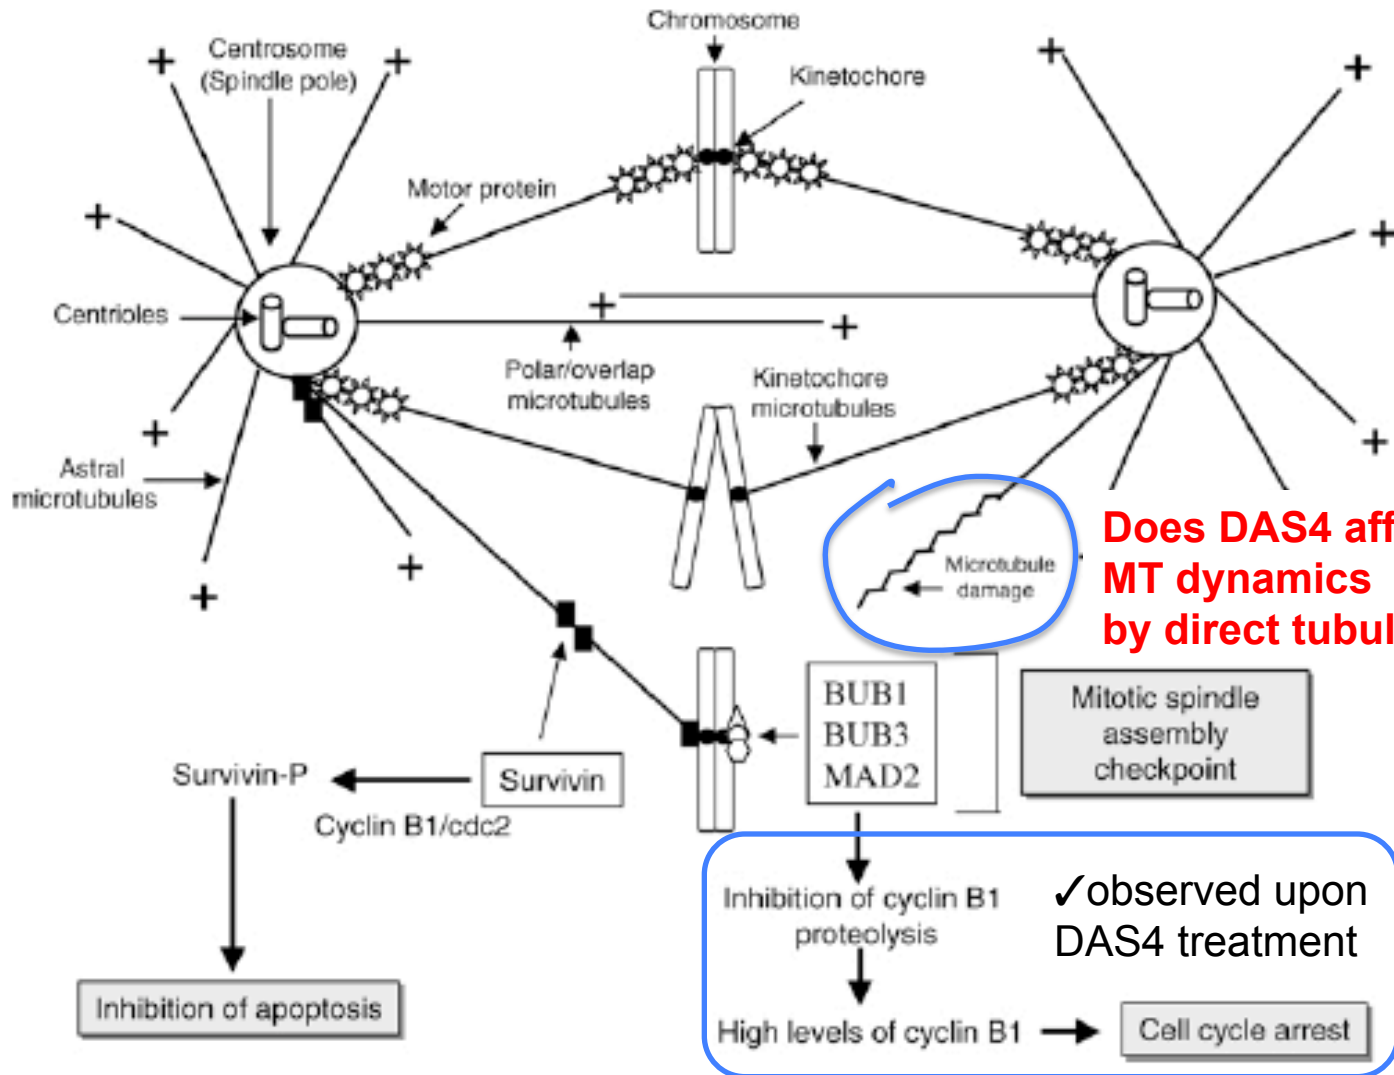 Chromosome
Centrosome
(Spindle pole)
Kinetochore
+
+
+
+
Motor protein
+
+
Centrioles
+
+
Polar/overlap
microtubules
Kinetochore
microtubules
+
+
Astral
microtubules
+
+
Does DAS4 aff
MT dynamics
by direct tubul
Microtubule
damage
BUB1
BUB3
MAD2
Mitotic spindle
assembly
checkpoint
Survivin-P
Survivin
Cyclin B1/cdc2
Inhibition of cyclin B1
proteolysis
✓observed upon
DAS4 treatment
Inhibition of apoptosis
High levels of cyclin B1
Cell cycle arrest